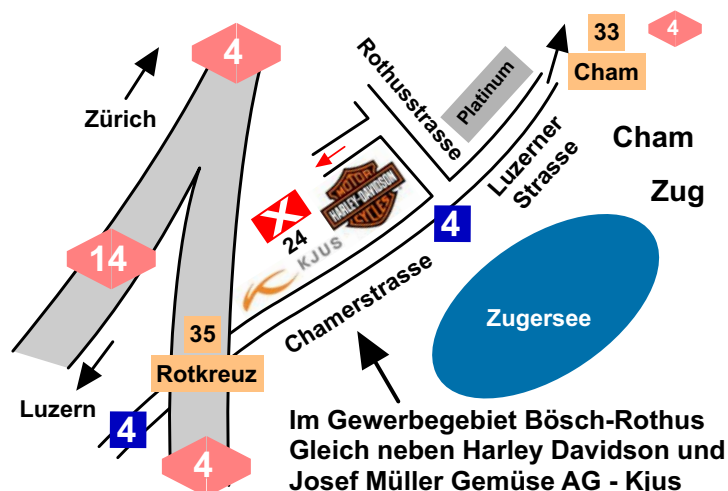 4
33
4
Cham
Rothusstrasse
Platinum
Zürich
Luzerner
Strasse
Cham
Zug
MOTOR
HARLEY-DAVIDSON
CYCLES
X
24
KJUS
4
14
Chamerstrasse
Zugersee
35
Rotkreuz
Luzern
4
4
Im Gewerbegebiet Bösch-Rothus
Gleich neben Harley Davidson und
Josef Müller Gemüse AG - Kjus